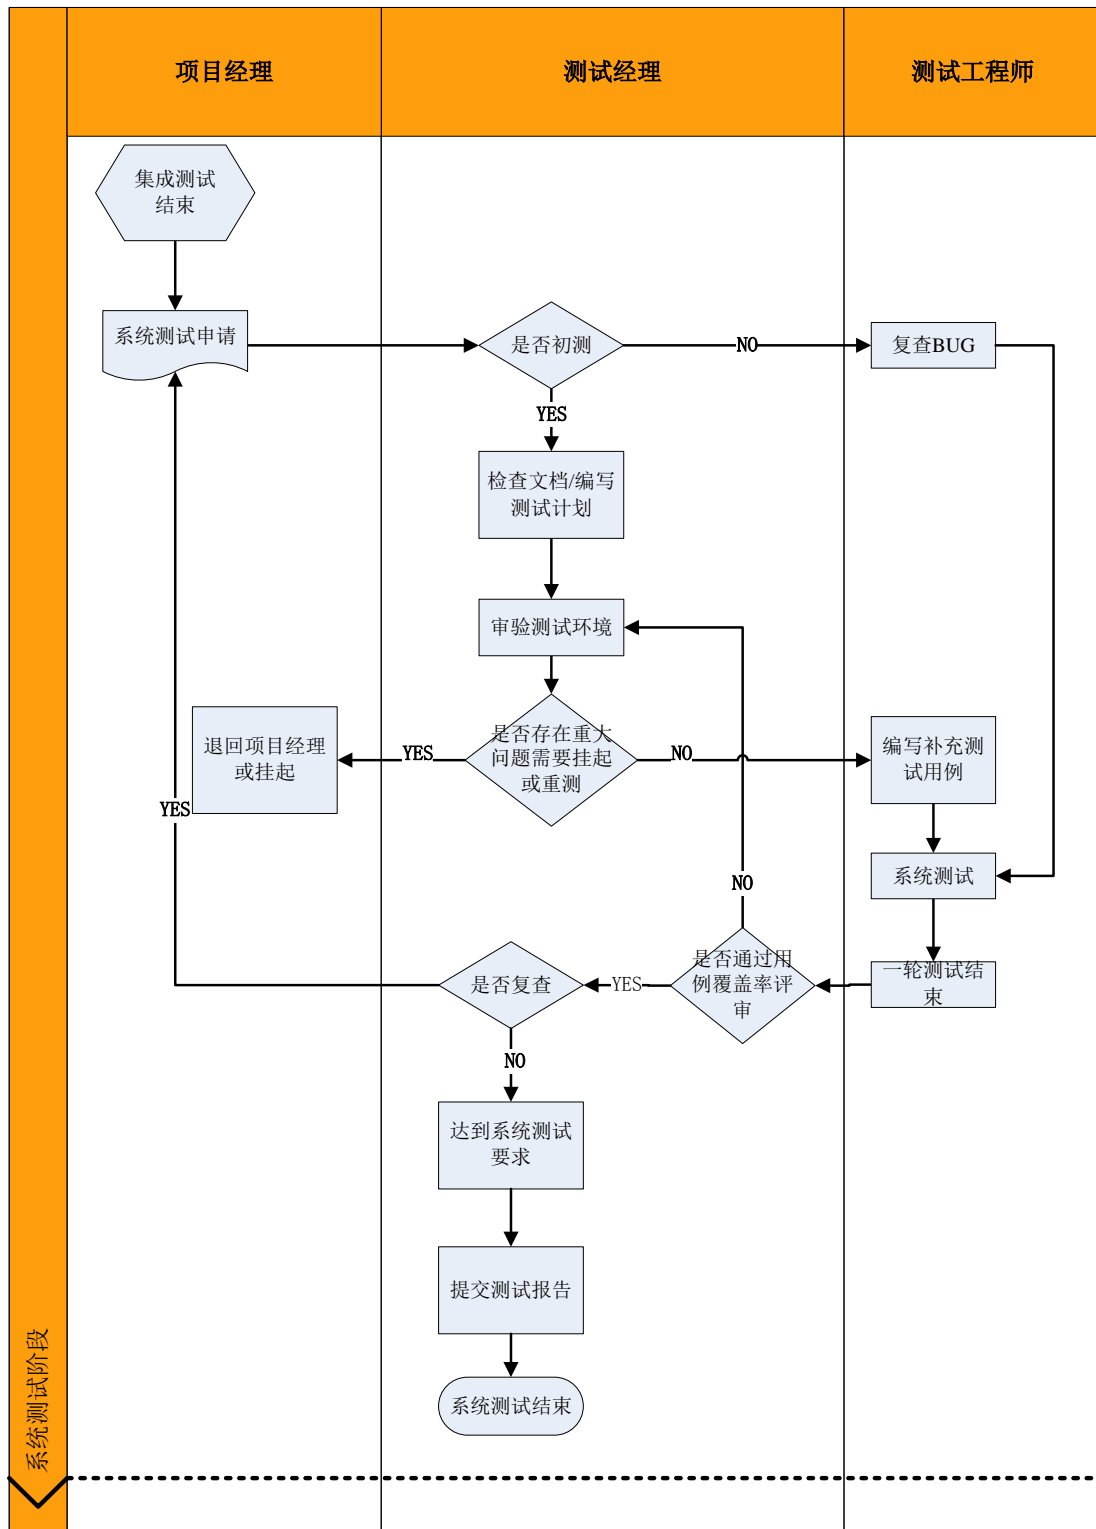 项目经理
测试经理
测试工程师
集成测试
结束
系统测试申请
是否初测
NO
复查BUG
YES
检查文档/编写
测试计划
审验测试环境
退回项目经理
或挂起
YES
是否存在重大
问题需要挂起
或重测
NO
编写补充测
试用例
YES
系统测试
NO
是否复查
YES
是否通过用
例覆盖率评
审
一轮测试结
束
NO
达到系统测试
要求
提交测试报告
系统测试结束
系统测试阶段